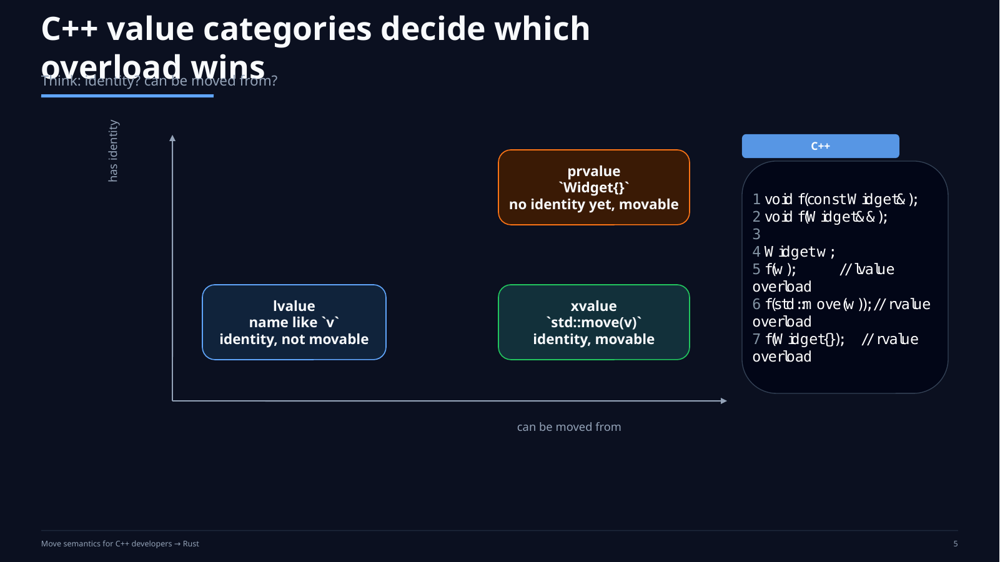 C++ value categories decide which
overload wins
Think: identity? can be moved from?
has identity
prvalue
`Widget{}`
no identity yet, movable
lvalue
name like `v`
identity, not movable
xvalue
`std::move(v)`
identity, movable
can be moved from
C++
1 void f(const Widget&);
2 void f(Widget&&);
3
4 Widget w;
5 f(w); // lvalue
overload
6 f(std::move(w)); // rvalue
overload
7 f(Widget{}); // rvalue
overload
Move semantics for C++ developers → Rust
5